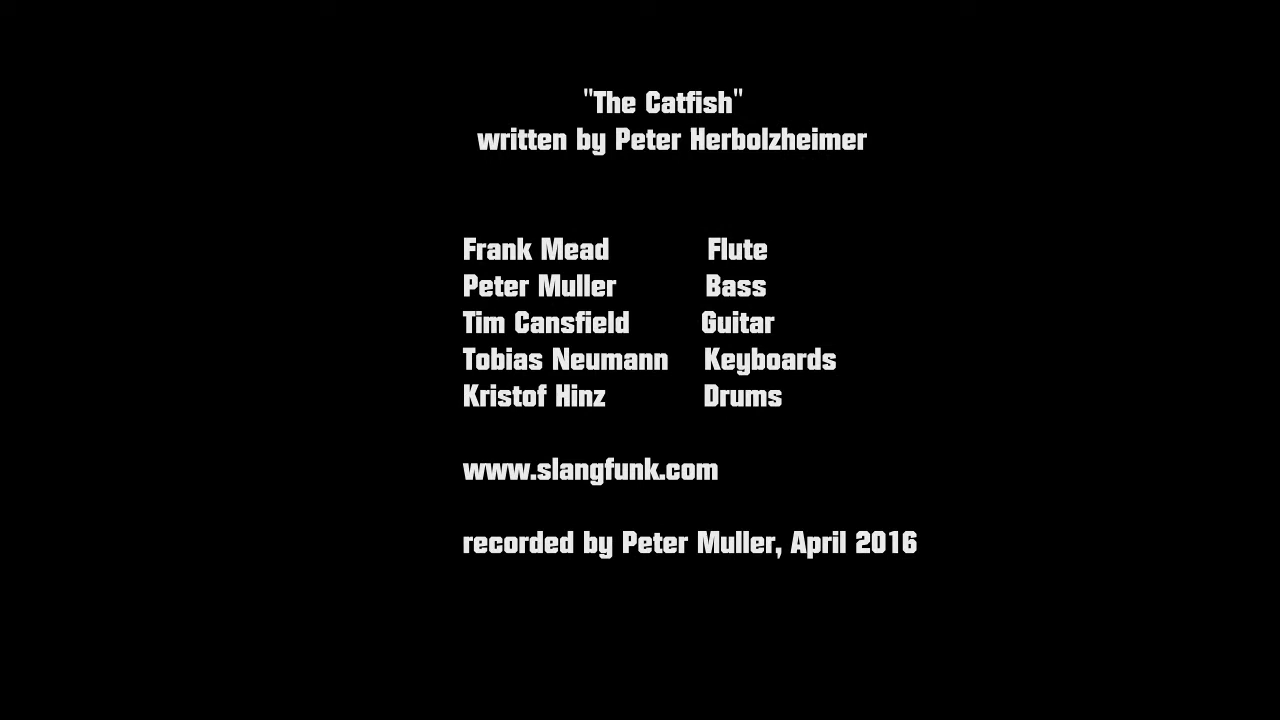 "The Catfish"
written by Peter Herbolzheimer
Frank Mead Flute
Peter Muller Bass
Tim Cansfield Guitar
Tobias Neumann Keyboards
Kristof Hinz Drums
www.slangfunk.com
recorded by Peter Muller, April 2016